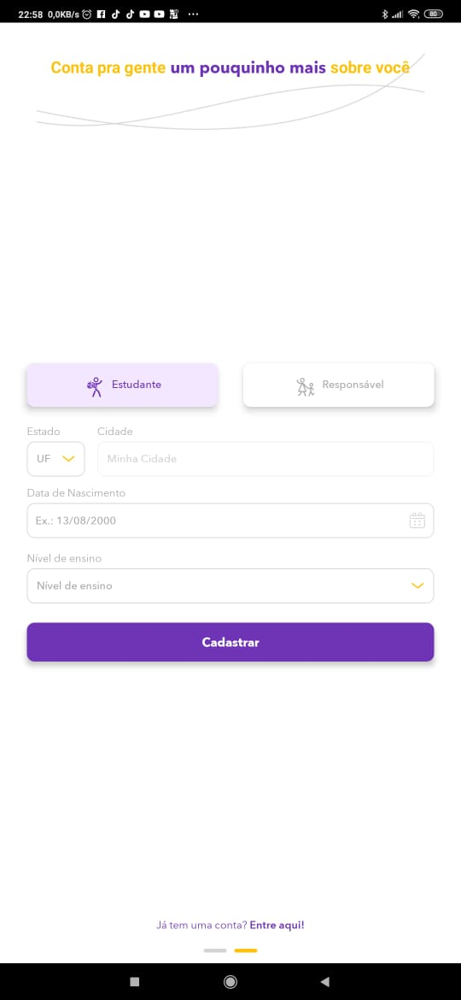 22:58 0,0KB/s
80
Conta pra gente um pouquinho mais sobre você
Estudante
Responsável
Estado
Cidade
UF
Minha Cidade
Data de Nascimento
Ex.: 13/08/2000
Nível de ensino
Nível de ensino
Cadastrar
Já tem uma conta? Entre aqui!